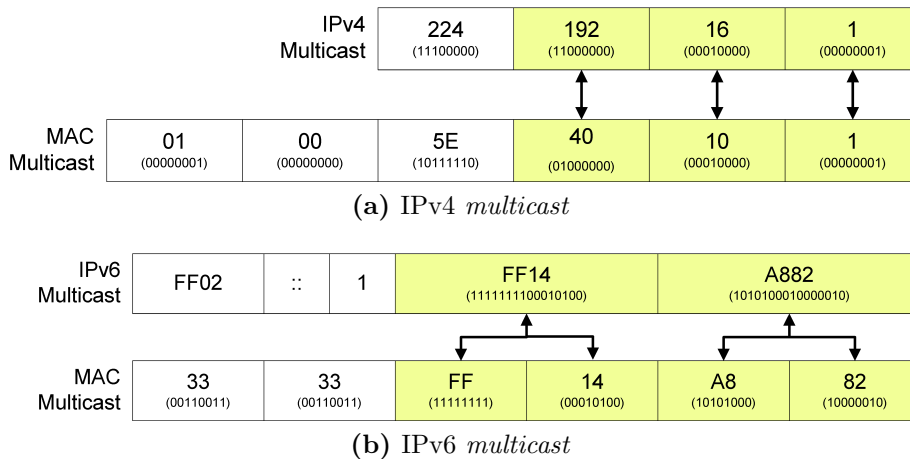 IPv4 Multicast
224 192 16 1
(11100000) (11000000) (00010000) (00000001)
MAC Multicast
01 00 5E 40 10 1
(00000001) (00000000) (10111110) (01000000) (00010000) (00000001)
(a) IPv4 multicast
IPv6 Multicast
FF02 :: 1 FF14 A882
(1111111100010100) (1010100010000010)
MAC Multicast
33 33 FF 14 A8 82
(00110011) (00110011) (11111111) (00010100) (10101000) (10000010)
(b) IPv6 multicast